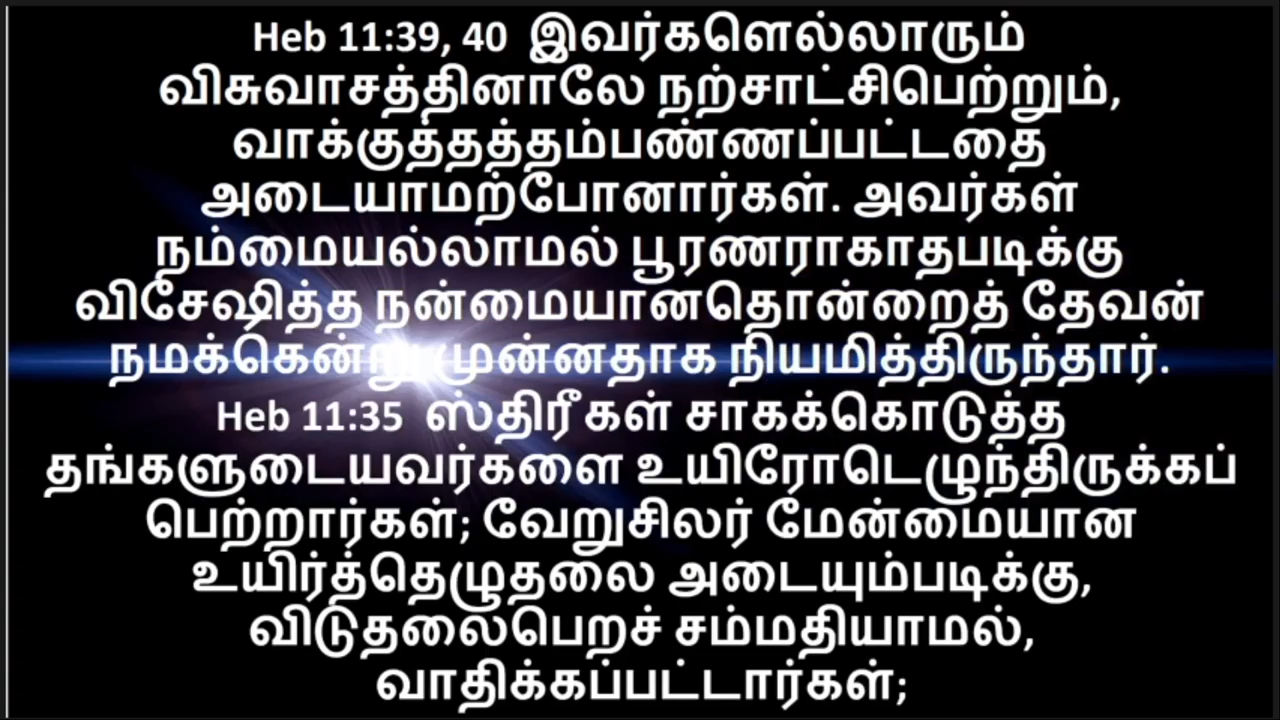 Heb 11:39, 40 இவர்களெல்லாரும்
விசுவாசத்தினாலே நற்சாட்சிபெற்றும்,
வாக்குத்தத்தம்பண்ணப்பட்டதை
அடையாமற்போனார்கள். அவர்கள்
நம்மையல்லாமல் பூரணராகாதபடிக்கு
விசேஷித்த நன்மையானதொன்றைத் தேவன்
நமக்கென்று முன்னதாக நியமித்திருந்தார்.
Heb 11:35 ஸ்திரீகள் சாகக்கொடுத்த
தங்களுடையவர்களை உயிரோடெழுந்திருக்கப்
பெற்றார்கள்; வேறுசிலர் மேன்மையான
உயிர்த்தெழுதலை அடையும்படிக்கு,
விடுதலைபெறச் சம்மதியாமல்,
வாதிக்கப்பட்டார்கள்;